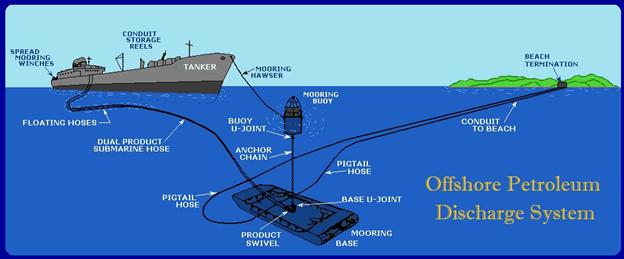 SPREAD
MOORING
WINCHES
CONDUIT
STORAGE
REELS
TANKER
MOORING
HAWSER
BEACH
TERMINATION
MOORING
BUOY
FLOATING HOSES
BUOY
U-JOINT
CONDUIT
TO BEACH
DUAL PRODUCT
SUBMARINE HOSE
ANCHOR
CHAIN
PIGTAIL
HOSE
PIGTAIL
HOSE
BASE U-JOINT
PRODUCT
SWIVEL
MOORING
BASE
Offshore Petroleum
Discharge System